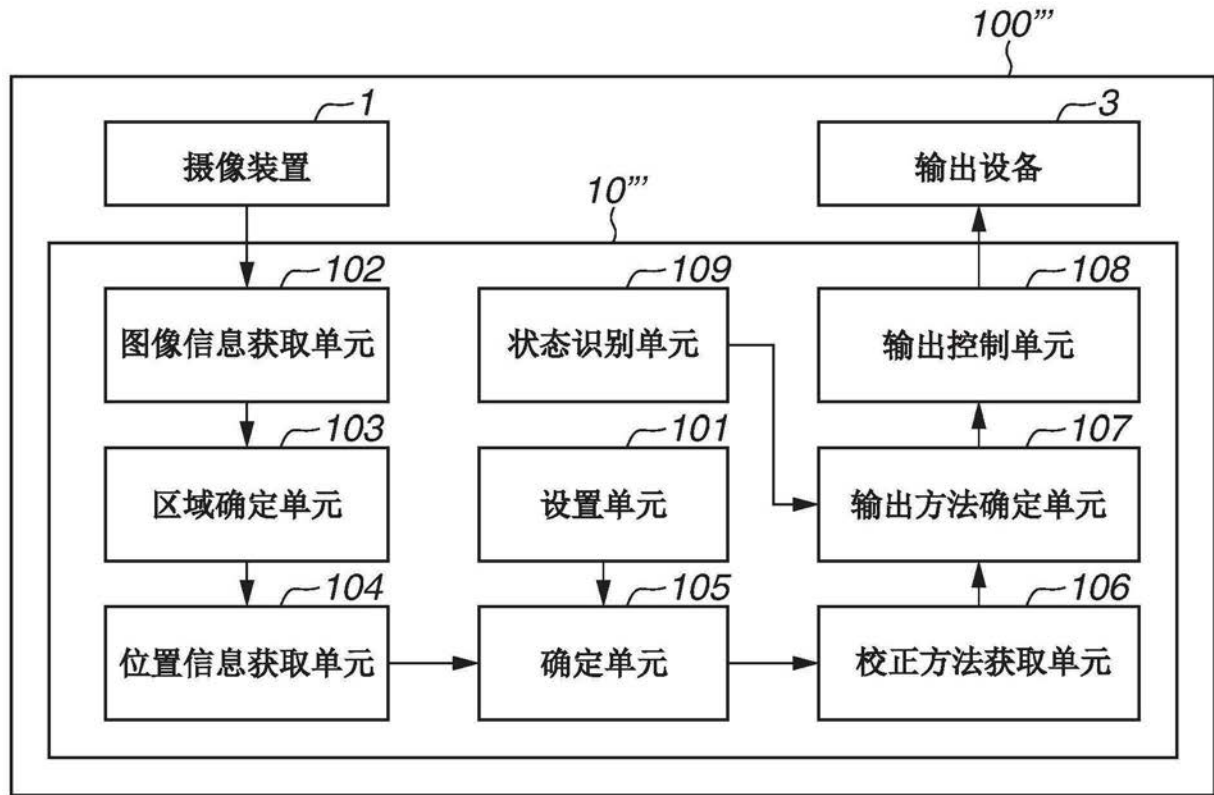 100'''
1
3
摄像装置
输出设备
10'''
102
109
108
图像信息获取单元
状态识别单元
输出控制单元
103
101
107
区域确定单元
设置单元
输出方法确定单元
104
105
106
位置信息获取单元
确定单元
校正方法获取单元